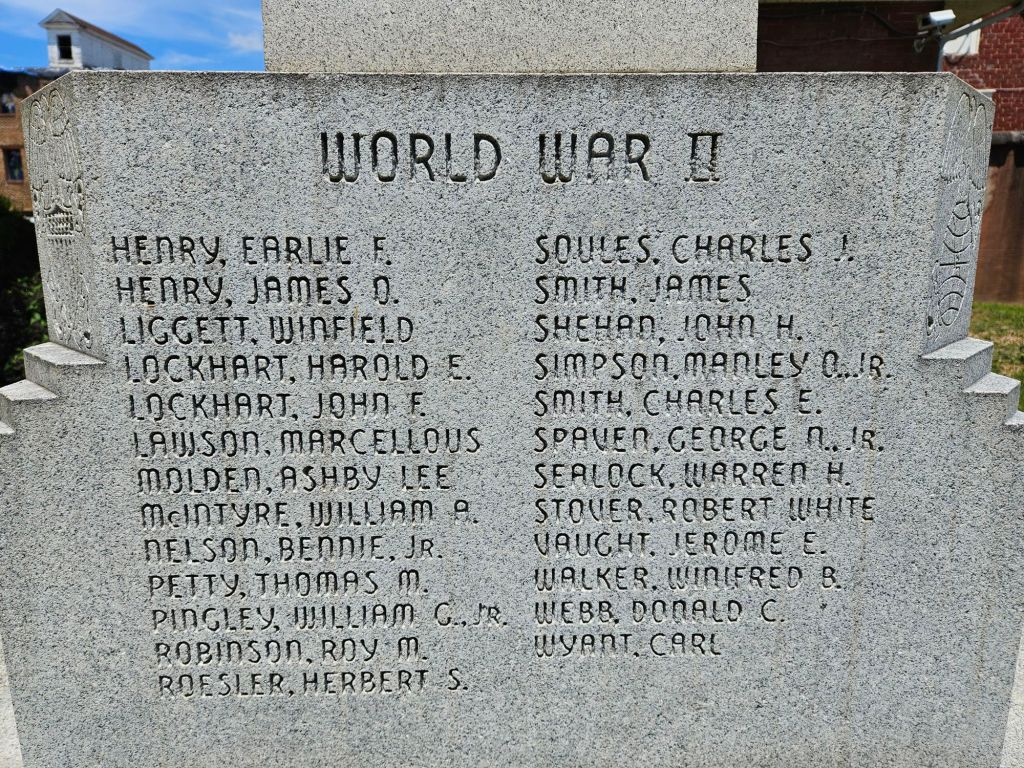 WORLD WAR II
HENRY, EARLIE F.
HENRY, JAMES O.
LIGGETT, WINFIELD
LOCKHART, HAROLD E.
LOCKHART, JOHN F.
LAWSON, MARCELLOUS
MOLDEN, ASHBY LEE
McINTYRE, WILLIAM A.
NELSON, BENNIE, JR.
PETTY, THOMAS M.
PINGLEY, WILLIAM G., JR.
ROBINSON, ROY M.
ROESLER, HERBERT S.
SOULES, CHARLES J.
SMITH, JAMES
SHEHAN, JOHN H.
SIMPSON, MANLEY O., JR.
SMITH, CHARLES E.
SPAVEN, GEORGE N., JR.
SEALOCK, WARREN H.
STOVER, ROBERT WHITE
VAUGHT, JEROME E.
WALKER, WINIFRED B.
WEBB, DONALD C.
WYANT, CARL